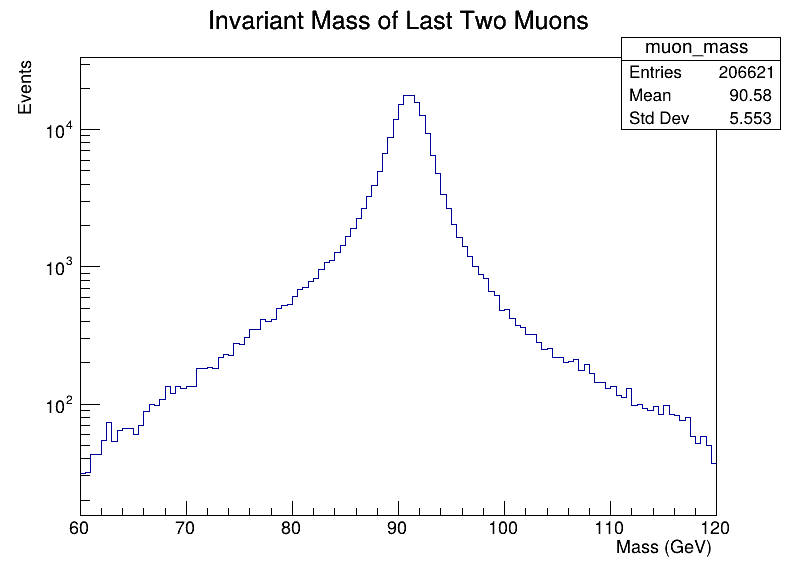 Invariant Mass of Last Two Muons
muon_mass
Entries 206621
Mean 90.58
Std Dev 5.553
Events
10^4
10^3
10^2
60 70 80 90 100 110 120
Mass (GeV)